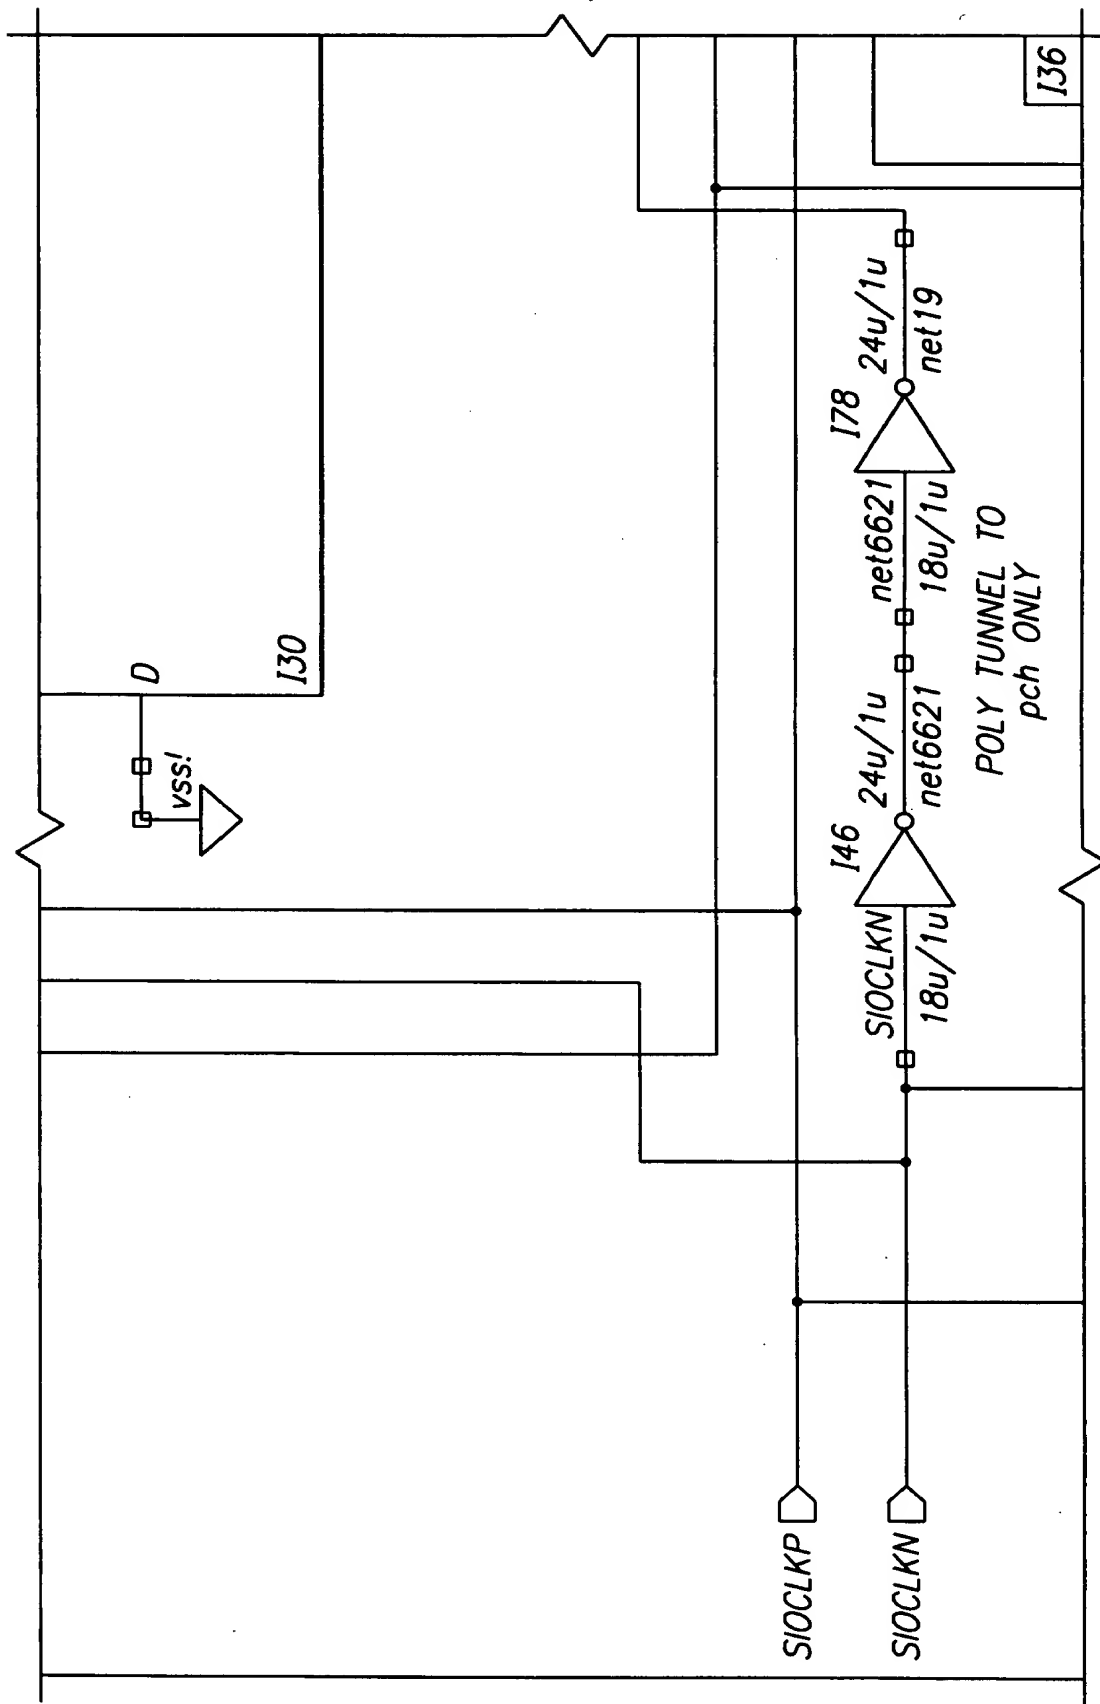 D
vss!
I30
SIOCLKP
SIOCLKN
SIOCLKN
18u/1u
I46
24u/1u
net6621
net6621
18u/1u
I78
24u/1u
net19
POLY TUNNEL TO
pch ONLY
I36